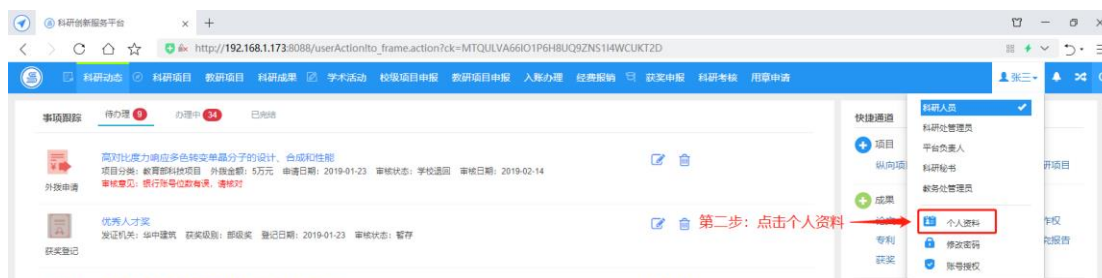 科研创新服务平台
http://192.168.1.173:8088/userActionIto_frame.action?ck=MTQULVA66IO1P6H8UQ9ZNS1I4WCUKT2D
科研动态 科研项目 教研项目 科研成果 学术活动 校级项目申报 教研项目申报 入账办理 经费报销 获奖申报 科研考核 用章申请 张三
事项跟踪 待办理 9 办理中 34 已完结
快捷通道
科研人员
科研处管理员
平台负责人
科研秘书
教务处管理员
外拨申请
高对比度力响应多色转变单晶分子的设计、合成和性能
项目分类：教育部科技项目 外拨金额：5万元 申请日期：2019-01-23 审核状态：学校退回 审核日期：2019-02-14
审核意见：银行账号位数有误，请核对
项目
纵向项 研项目
成果
获奖登记
优秀人才奖
发证机关：华中建筑 获奖级别：部级奖 登记日期：2019-01-23 审核状态：暂存
第二步：点击个人资料
个人资料
修改密码
账号授权
作权
专利 究报告
获奖